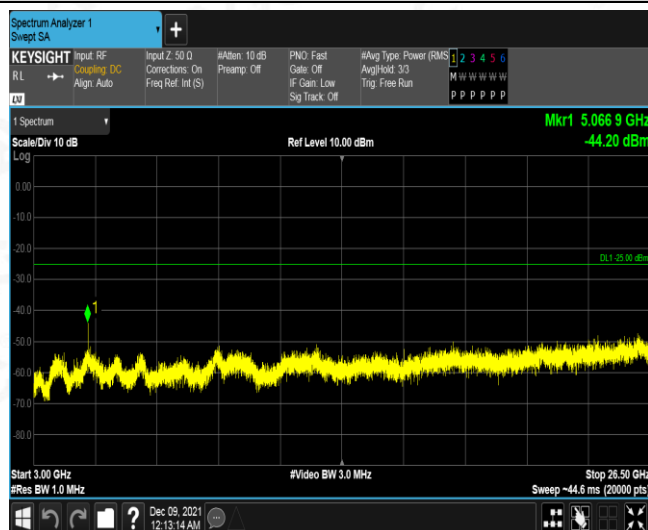 Spectrum Analyzer 1
Swept SA
+
KEYSIGHT
RL
LXI
Input: RF
Coupling: DC
Align: Auto
Input Z: 50 Ω
Corrections: On
Freq Ref: Int (S)
#Atten: 10 dB
Preamp: Off
PNO: Fast
Gate: Off
IF Gain: Low
Sig Track: Off
#Avg Type: Power (RMS
Avg|Hold: 3/3
Trig: Free Run
1 2 3 4 5 6
M W W W W W
P P P P P P
1 Spectrum
Mkr1 5.066 9 GHz
-44.20 dBm
Scale/Div 10 dB
Ref Level 10.00 dBm
Log
0.00
-10.0
-20.0
DL1 -25.00 dBm
-30.0
-40.0
1
-50.0
-60.0
-70.0
-80.0
Start 3.00 GHz
#Video BW 3.0 MHz
Stop 26.50 GHz
#Res BW 1.0 MHz
Sweep ~44.6 ms (20000 pts)
?
Dec 09, 2021
12:13:14 AM